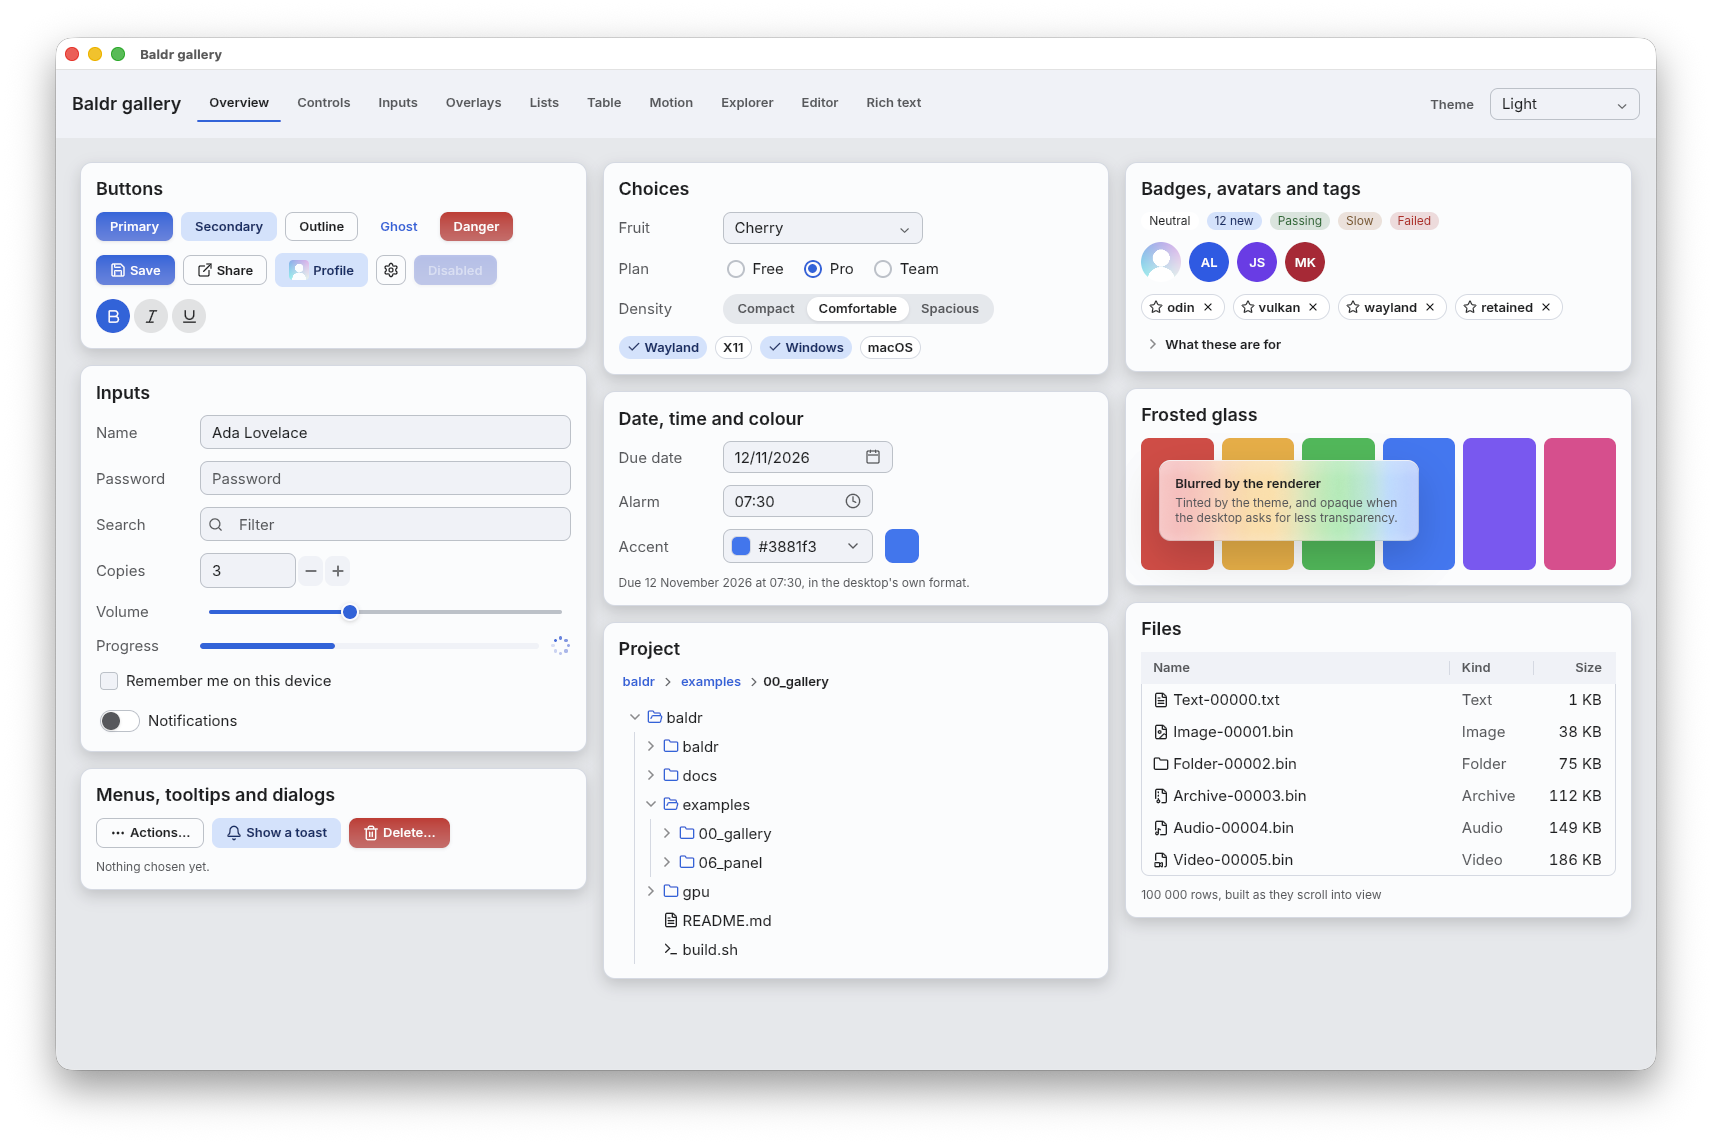 Baldr gallery
Baldr gallery Overview Controls Inputs Overlays Lists Table Motion Explorer Editor Rich text Theme Light
Buttons
Primary Secondary Outline Ghost Danger
Save Share Profile Disabled
B I U
Inputs
Name Ada Lovelace
Password Password
Search Filter
Copies 3
Volume
Progress
Remember me on this device
Notifications
Menus, tooltips and dialogs
Actions... Show a toast Delete...
Nothing chosen yet.
Choices
Fruit Cherry
Plan Free Pro Team
Density Compact Comfortable Spacious
Wayland X11 Windows macOS
Date, time and colour
Due date 12/11/2026
Alarm 07:30
Accent #3881f3
Due 12 November 2026 at 07:30, in the desktop's own format.
Project
baldr > examples > 00_gallery
baldr
baldr
docs
examples
00_gallery
06_panel
gpu
README.md
build.sh
Badges, avatars and tags
Neutral 12 new Passing Slow Failed
AL JS MK
odin wayland vulkan retained
What these are for
Frosted glass
Blurred by the renderer
Tinted by the theme, and opaque when
the desktop asks for less transparency.
Files
Name Kind Size
Text-00000.txt Text 1 KB
Image-00001.bin Image 38 KB
Folder-00002.bin Folder 75 KB
Archive-00003.bin Archive 112 KB
Audio-00004.bin Audio 149 KB
Video-00005.bin Video 186 KB
100 000 rows, built as they scroll into view